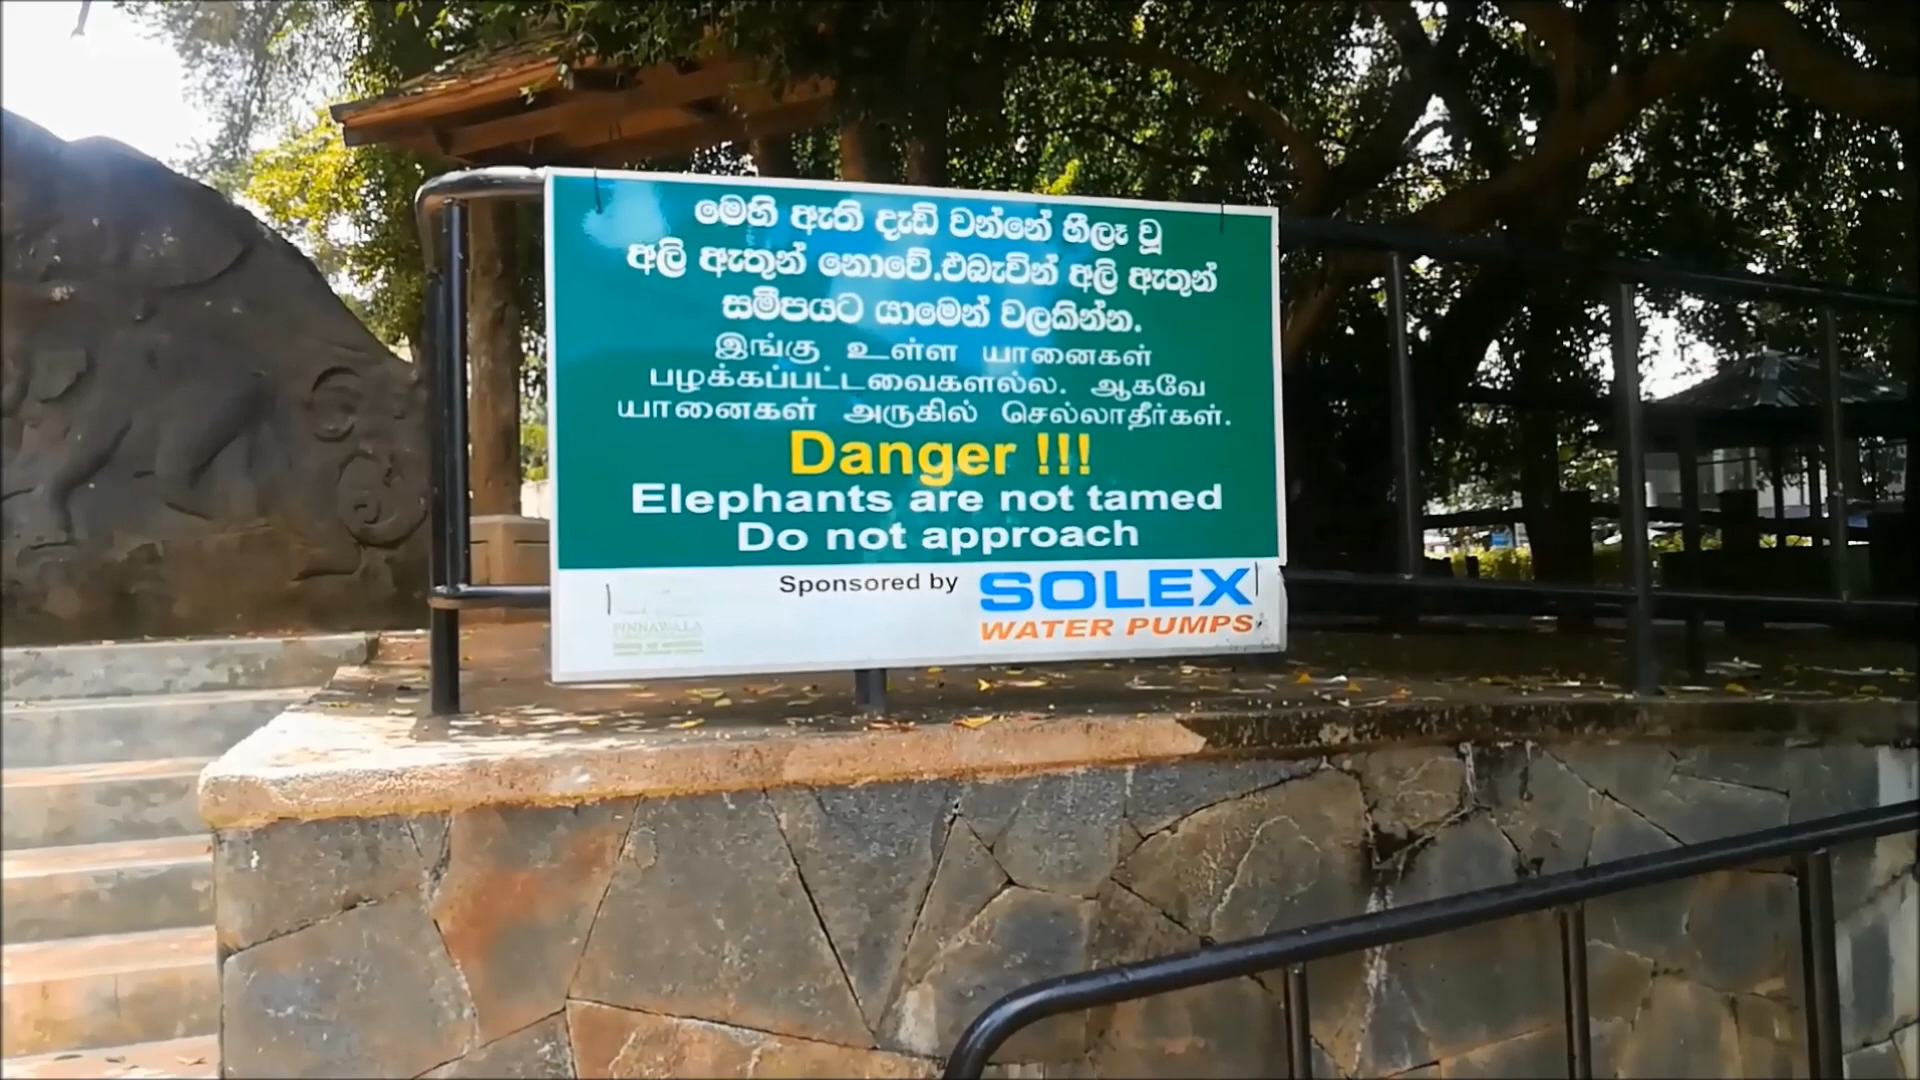 මෙහි ඇති දැඩි වන්නේ හීලෑ වූ
අලි ඇතුන් නොවේ.එබැවින් අලි ඇතුන්
සමීපයට යාමෙන් වලකින්න.
இங்கு உள்ள யானைகள்
பழக்கப்பட்டவைகளல்ல. ஆகவே
யானைகள் அருகில் செல்லாதீர்கள்.
Danger !!!
Elephants are not tamed
Do not approach
Sponsored by SOLEX
WATER PUMPS
PINNAWALA